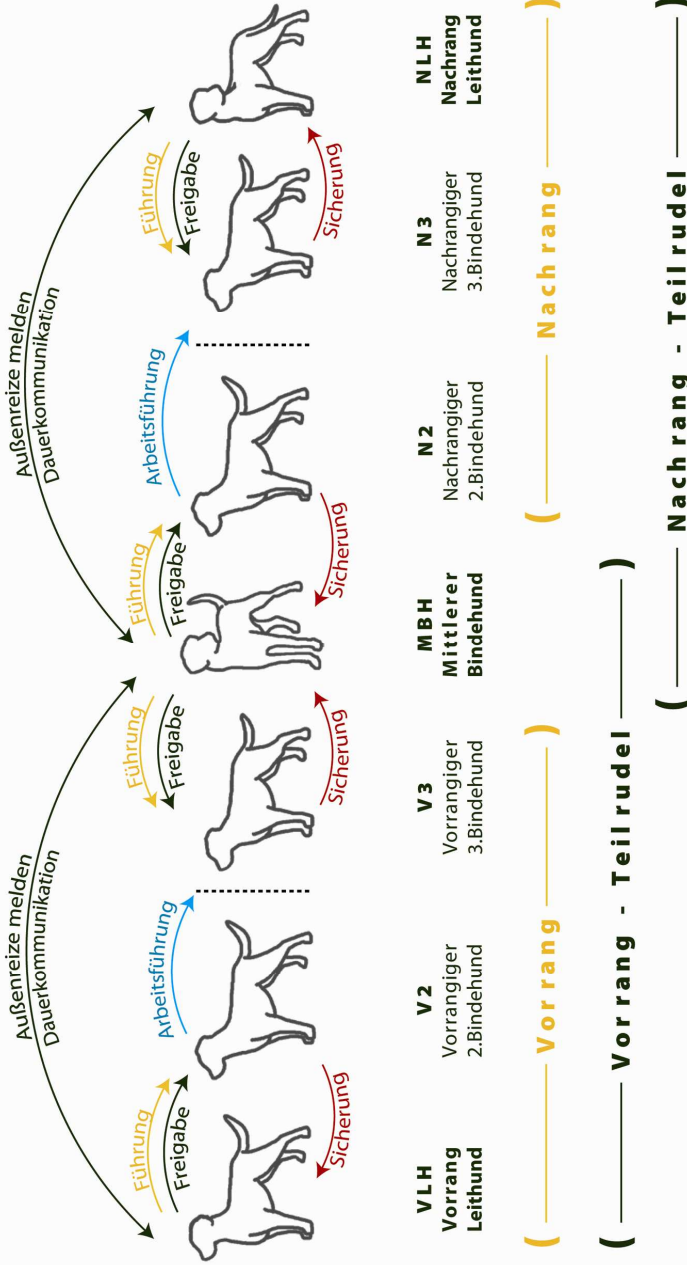 Außenreize melden
Dauerkommunikation
Außenreize melden
Dauerkommunikation
Führung
Freigabe
Arbeitsführung
Führung
Freigabe
Führung
Freigabe
Arbeitsführung
Führung
Freigabe
Sicherung
Sicherung
Sicherung
Sicherung
VLH
Vorrang
Leithund
V2
Vorrangiger
2.Bindehund
V3
Vorrangiger
3.Bindehund
MBH
Mittlerer
Bindehund
N2
Nachrangiger
2.Bindehund
N3
Nachrangiger
3.Bindehund
NLH
Nachrang
Leithund
( Vorrang )
( Nachrang )
( Vorrang - Teilrudel )
( Nachrang - Teilrudel )